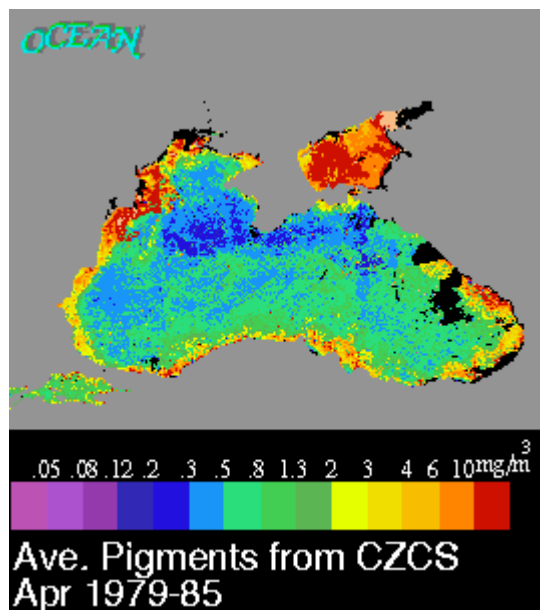 OCEAN
.05 .08 .12 .2 .3 .5 .8 1.3 2 3 4 6 10 mg/m³
Ave. Pigments from CZCS
Apr 1979-85